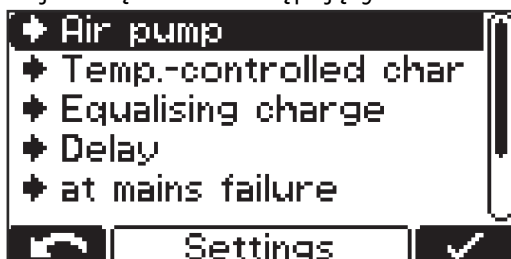 Air pump
Temp.-controlled char
Equalising charge
Delay
at mains failure
Settings